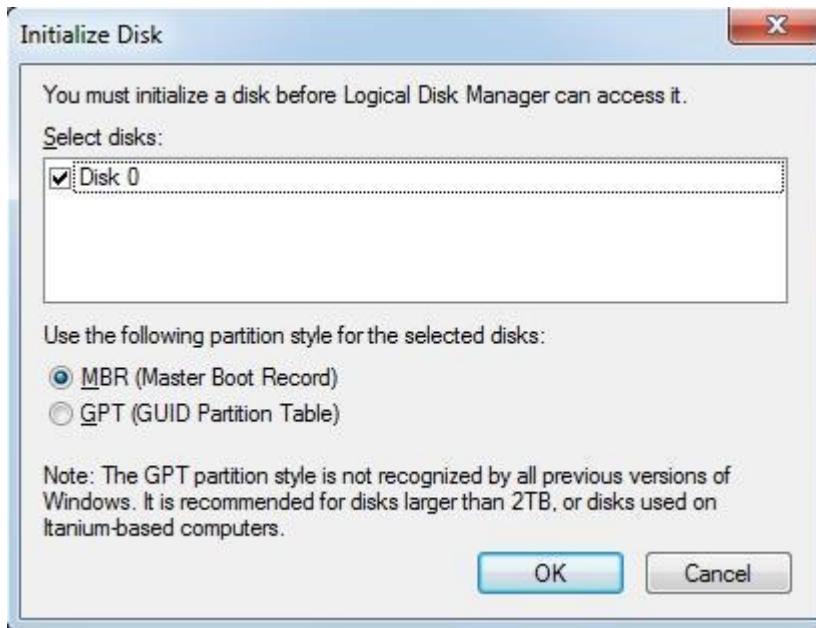 Initialize Disk
You must initialize a disk before Logical Disk Manager can access it.
Select disks:
Disk 0
Use the following partition style for the selected disks:
MBR (Master Boot Record)
GPT (GUID Partition Table)
Note: The GPT partition style is not recognized by all previous versions of
Windows. It is recommended for disks larger than 2TB, or disks used on
Itanium-based computers.
OK Cancel